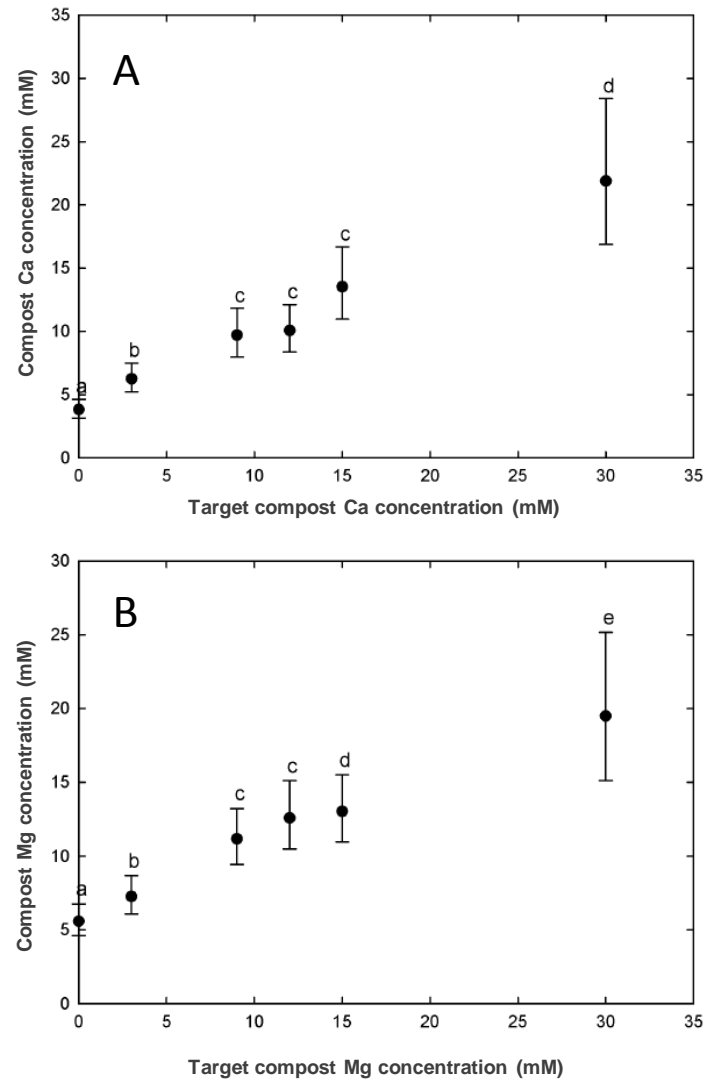 35
30
25
20
15
10
5
0
Compost Ca concentration (mM)
A
a
b
c
c
c
d
0 5 10 15 20 25 30 35
Target compost Ca concentration (mM)
30
25
20
15
10
5
0
Compost Mg concentration (mM)
B
a
b
c
c
d
e
0 5 10 15 20 25 30 35
Target compost Mg concentration (mM)